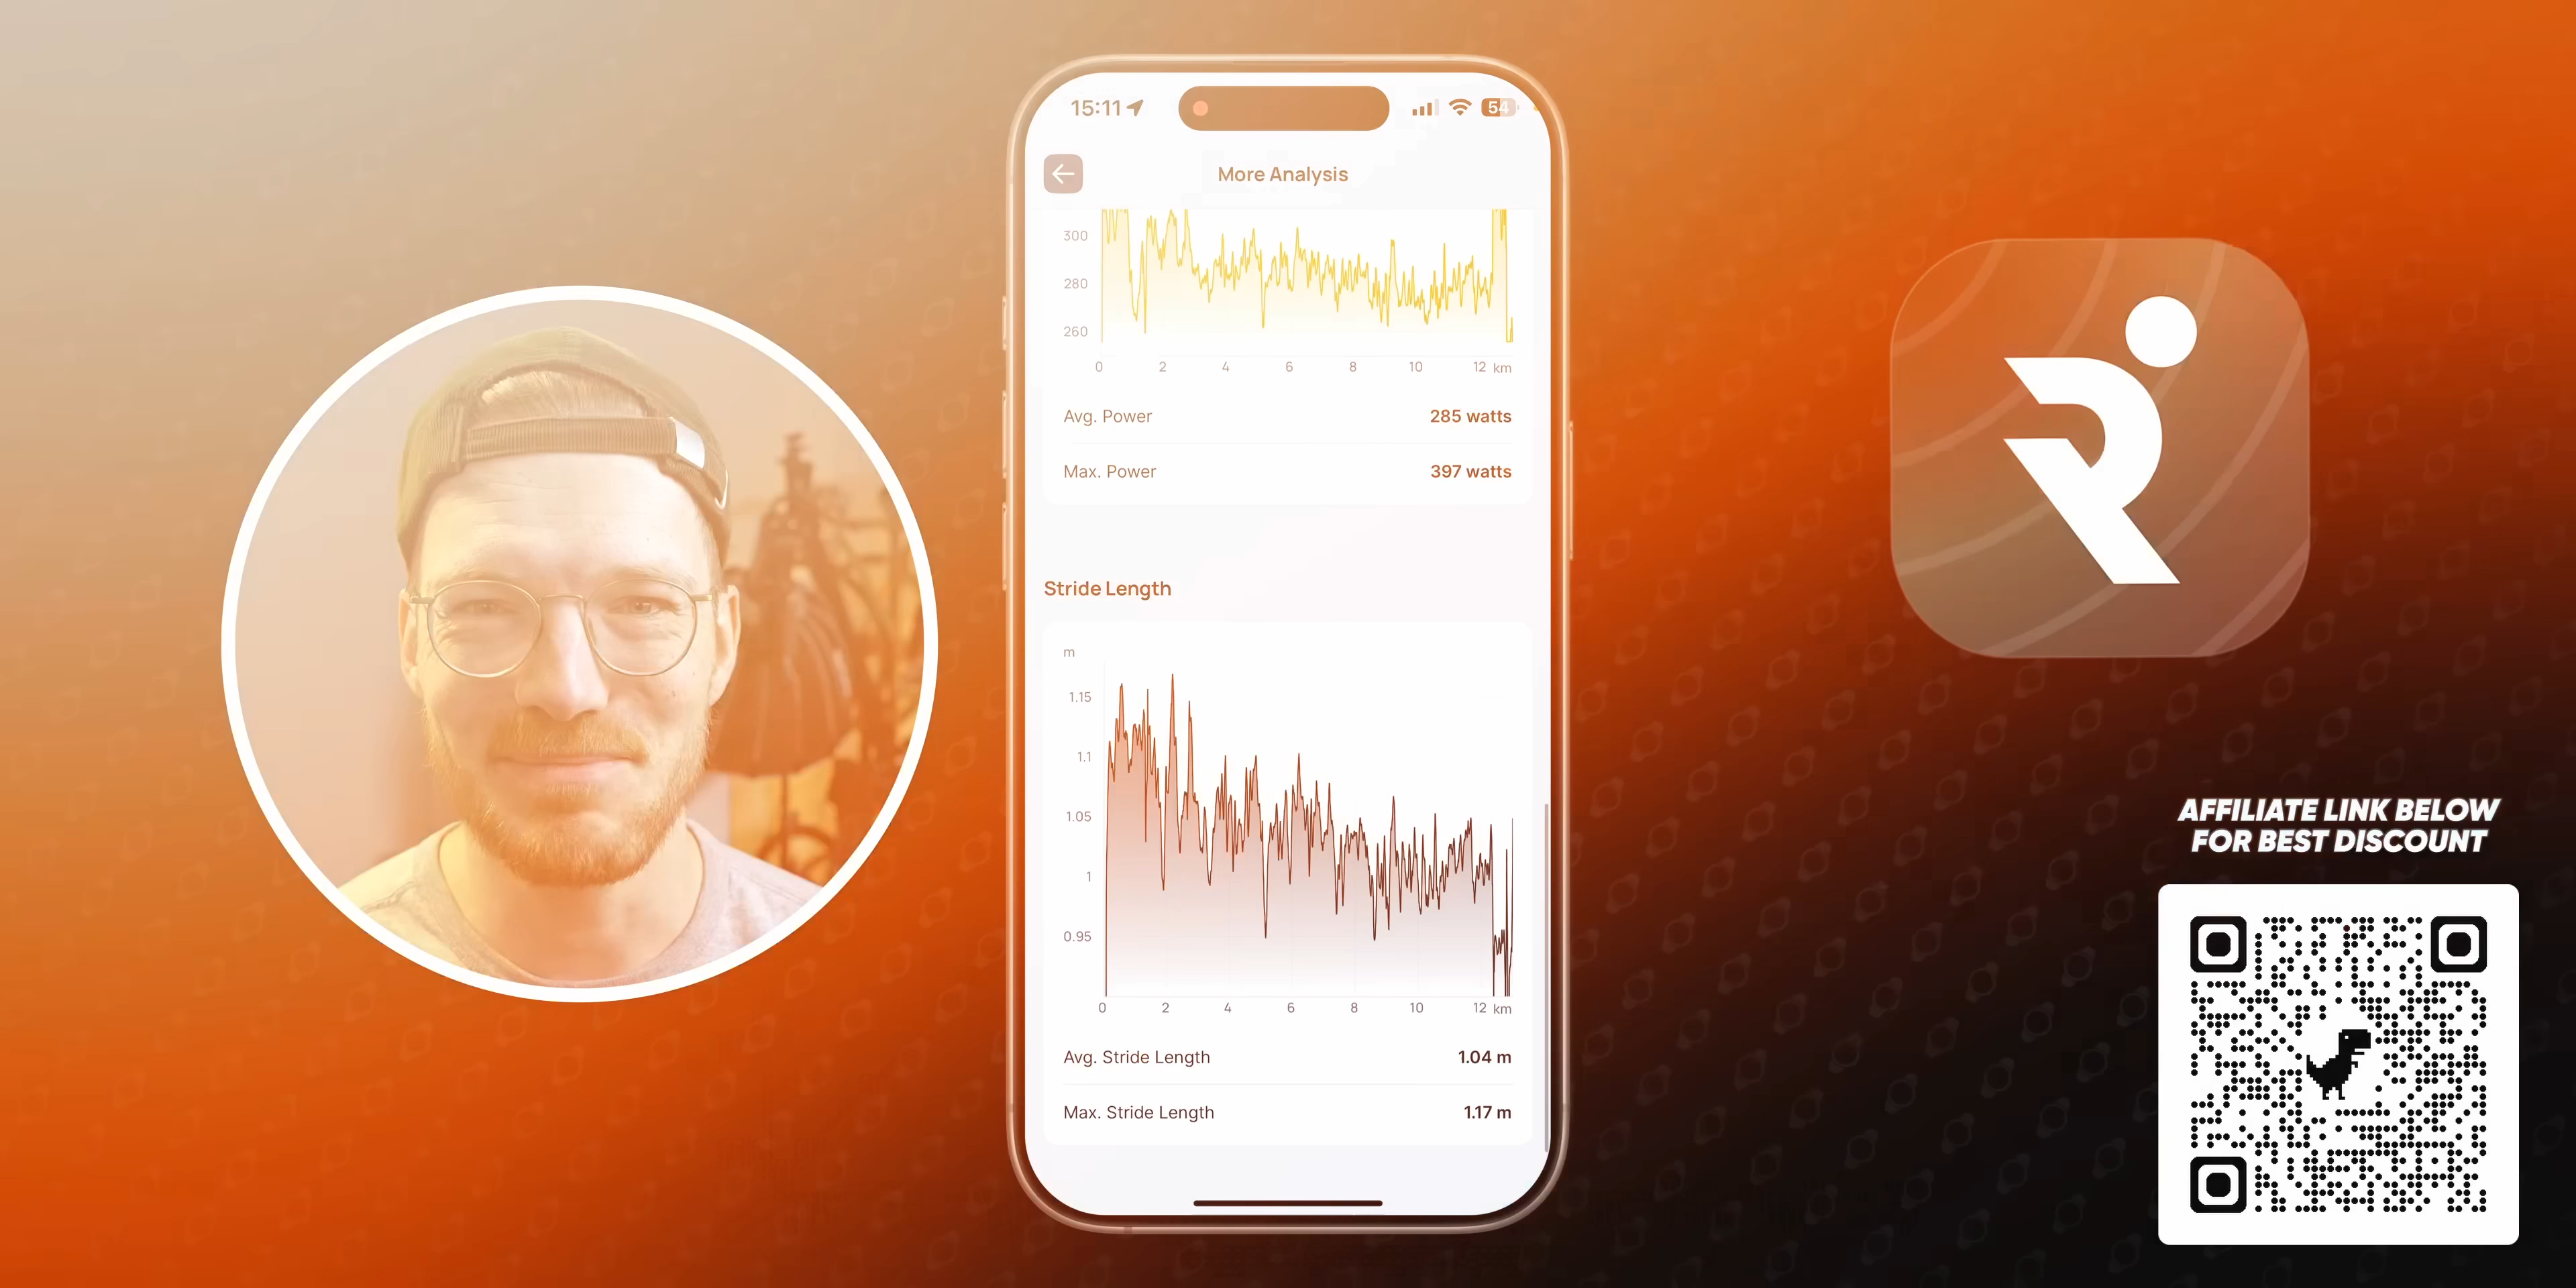 15:11
54
More Analysis
300
280
260
0 2 4 6 8 10 12 km
Avg. Power 285 watts
Max. Power 397 watts
Stride Length
m
1.15
1.1
1.05
1
0.95
0 2 4 6 8 10 12 km
Avg. Stride Length 1.04 m
Max. Stride Length 1.17 m
R
AFFILIATE LINK BELOW
FOR BEST DISCOUNT